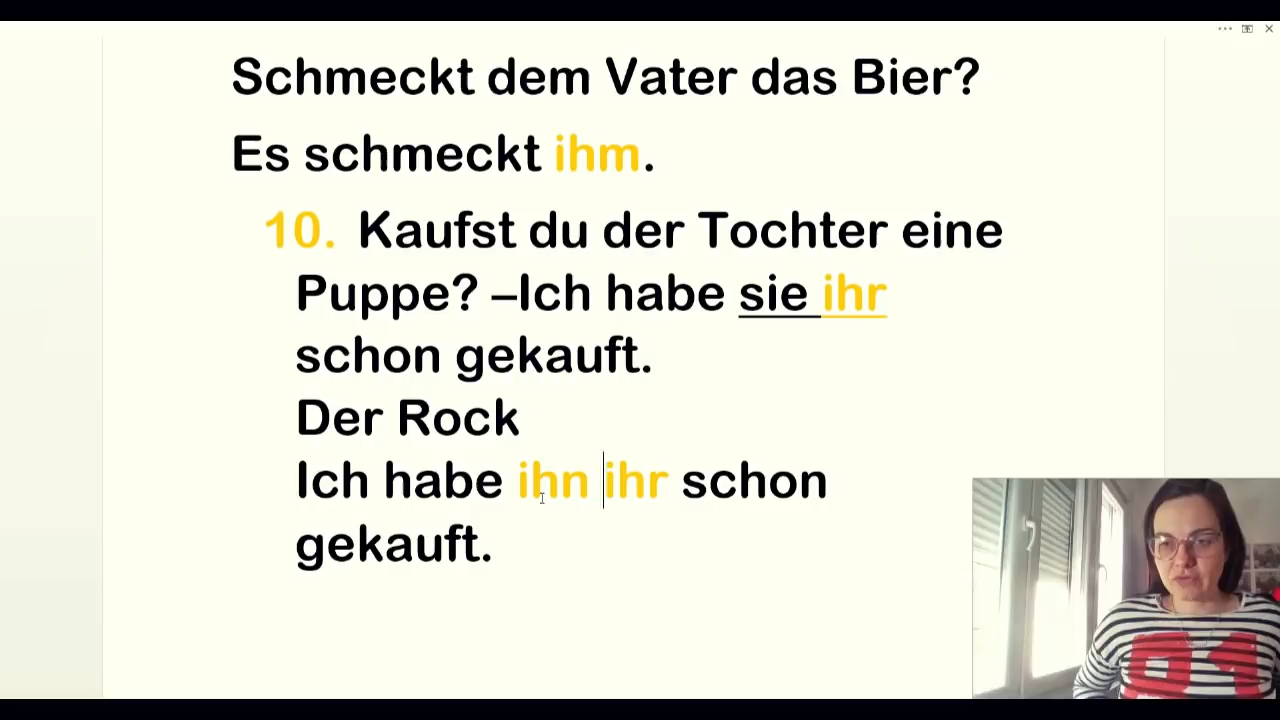 Schmeckt dem Vater das Bier?
Es schmeckt ihm.
10. Kaufst du der Tochter eine
Puppe? –Ich habe sie ihr
schon gekauft.
Der Rock
Ich habe ihn ihr schon
gekauft.